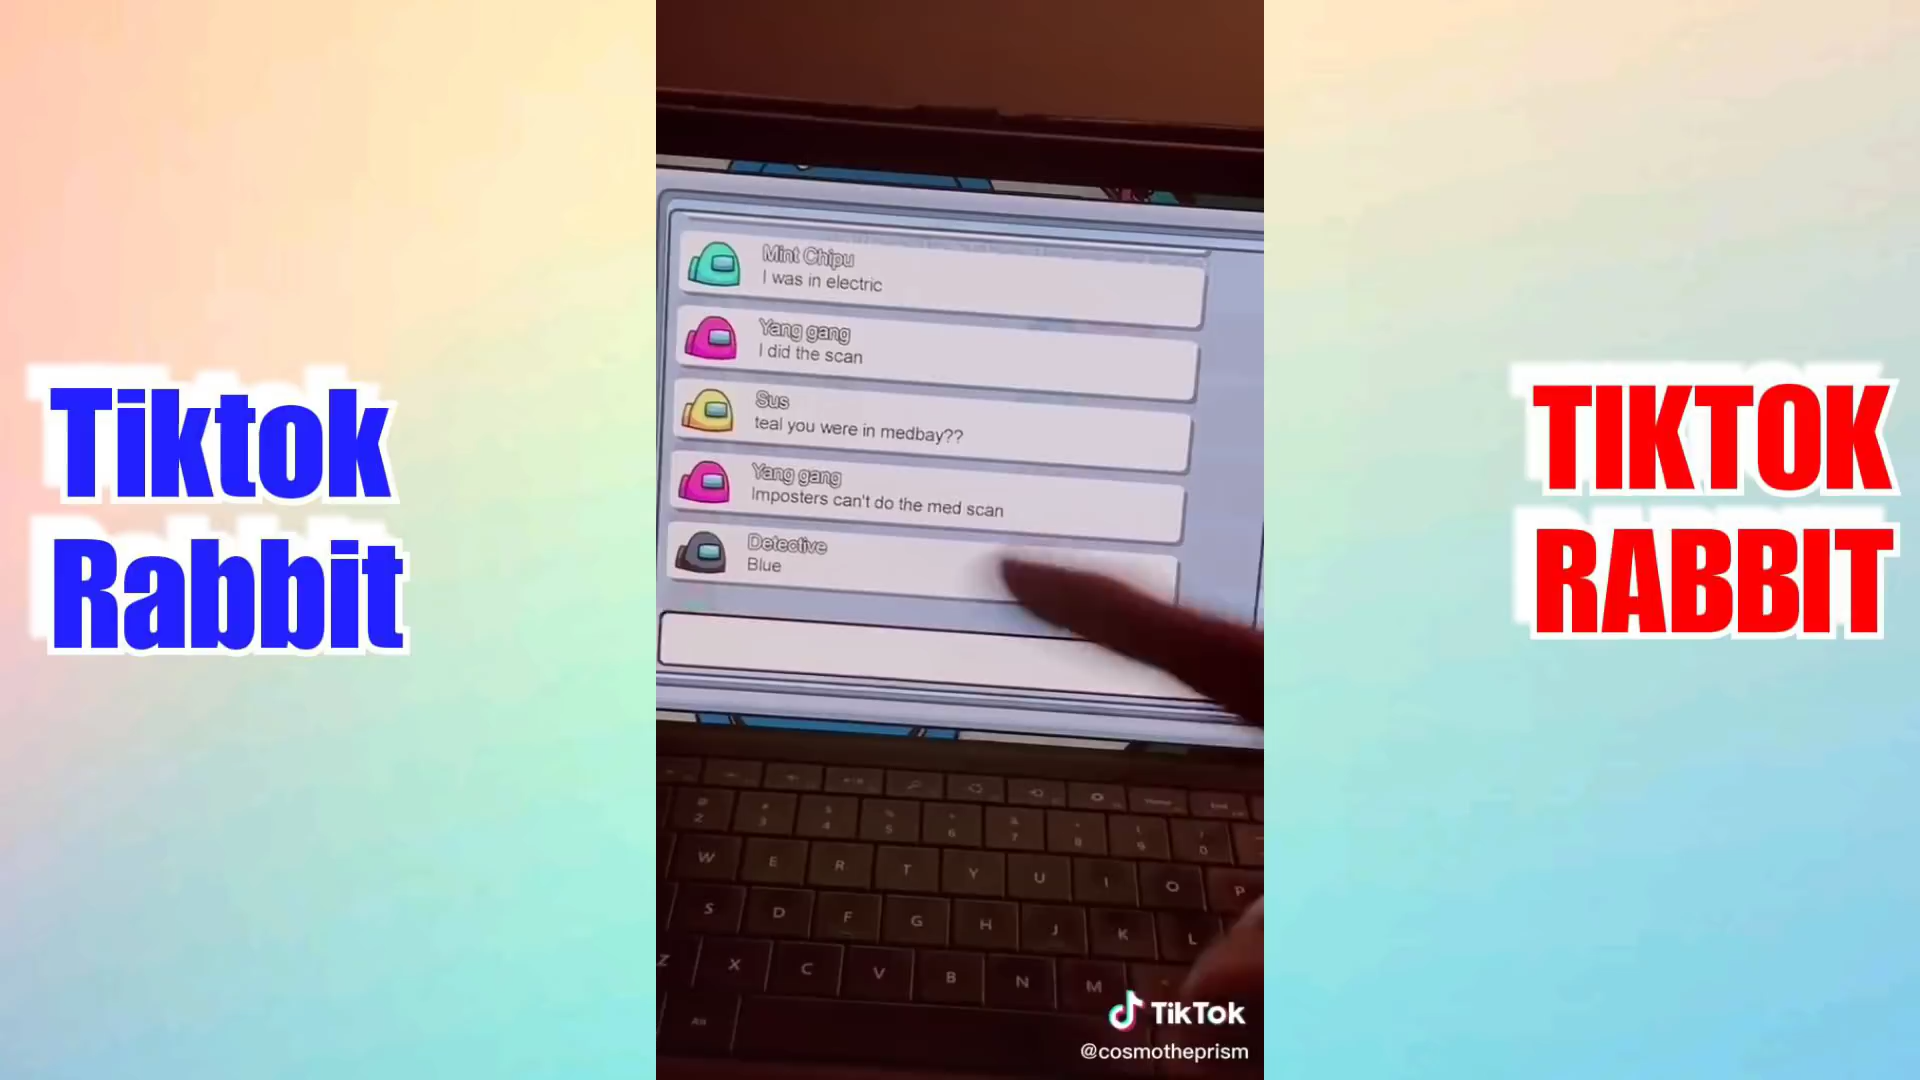 Tiktok
Rabbit
Mint Chipu
I was in electric
Yang gang
I did the scan
Sus
teal you were in medbay??
Yang gang
Imposters can't do the med scan
Detective
Blue
TIKTOK
RABBIT
W E R T Y U I O P
S D F G H J K L
Z X C V B N M
Alt
TikTok
@cosmotheprism